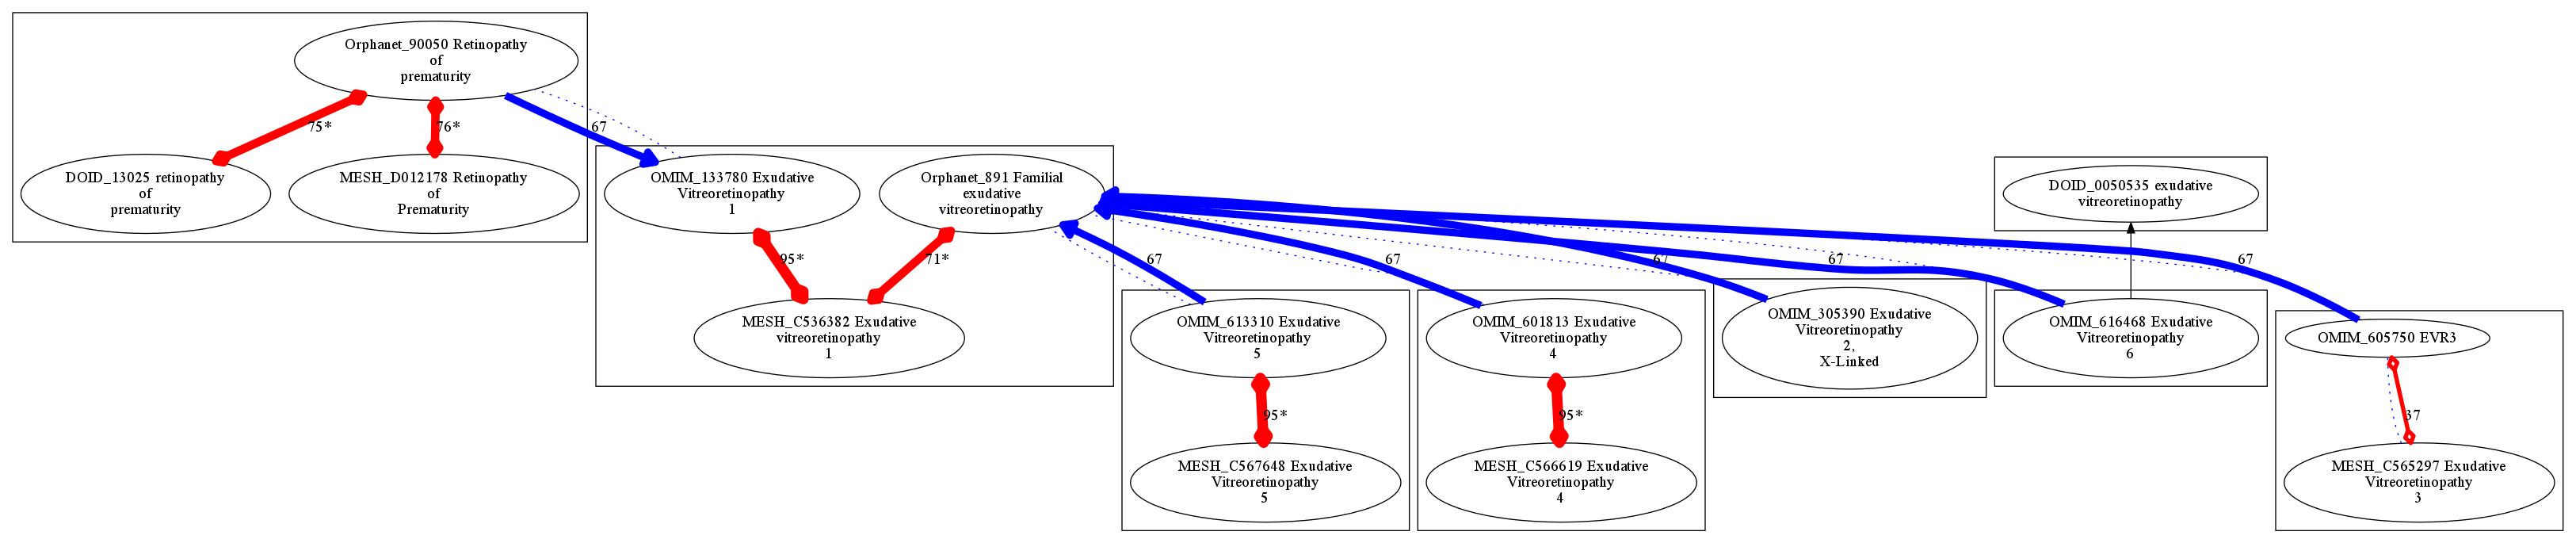 Orphanet_90050 Retinopathy
of
prematurity
75*
76*
67
DOID_13025 retinopathy
of
prematurity
MESH_D012178 Retinopathy
of
Prematurity
OMIM_133780 Exudative
Vitreoretinopathy
1
Orphanet_891 Familial
exudative
vitreoretinopathy
DOID_0050535 exudative
vitreoretinopathy
95*
71*
67
67
67
67
67
MESH_C536382 Exudative
vitreoretinopathy
1
OMIM_613310 Exudative
Vitreoretinopathy
5
OMIM_601813 Exudative
Vitreoretinopathy
4
OMIM_305390 Exudative
Vitreoretinopathy
2,
X-Linked
OMIM_616468 Exudative
Vitreoretinopathy
6
OMIM_605750 EVR3
95*
95*
37
MESH_C567648 Exudative
Vitreoretinopathy
5
MESH_C566619 Exudative
Vitreoretinopathy
4
MESH_C565297 Exudative
Vitreoretinopathy
3